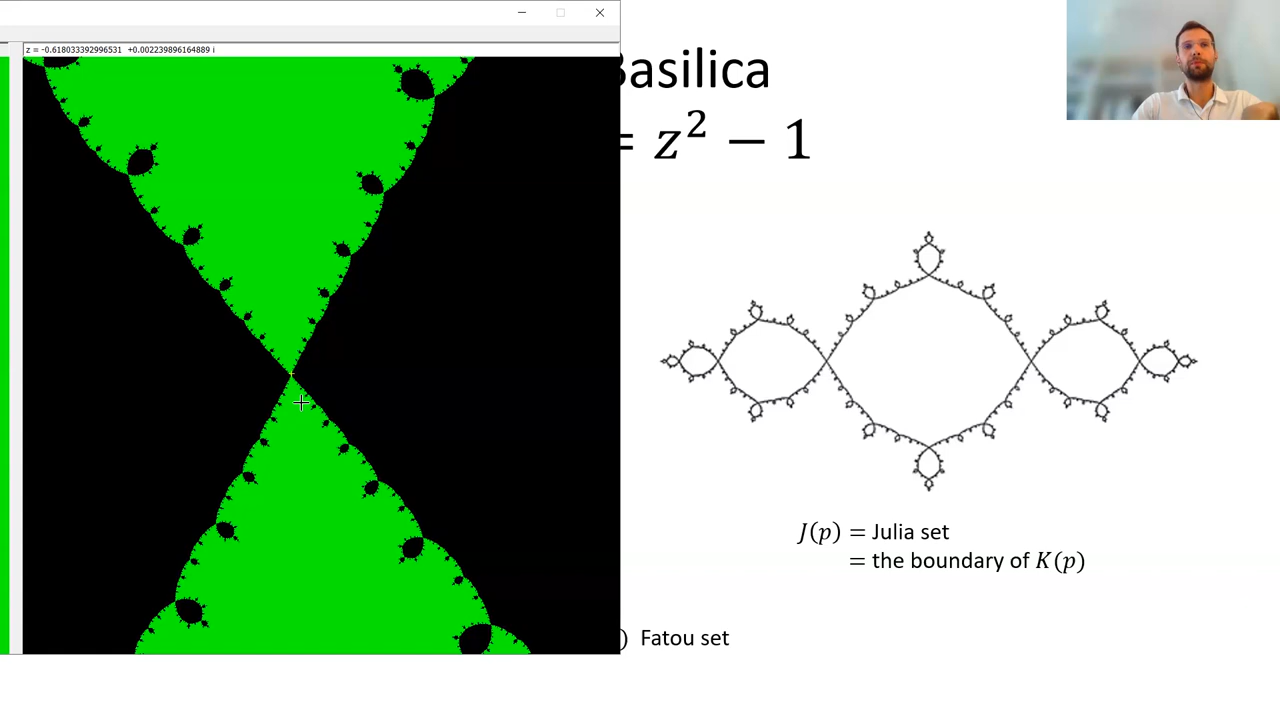 z = -0.618033392996531 +0.002239896164889 i
Basilica
= z² − 1
J(p) = Julia set
= the boundary of K(p)
) Fatou set